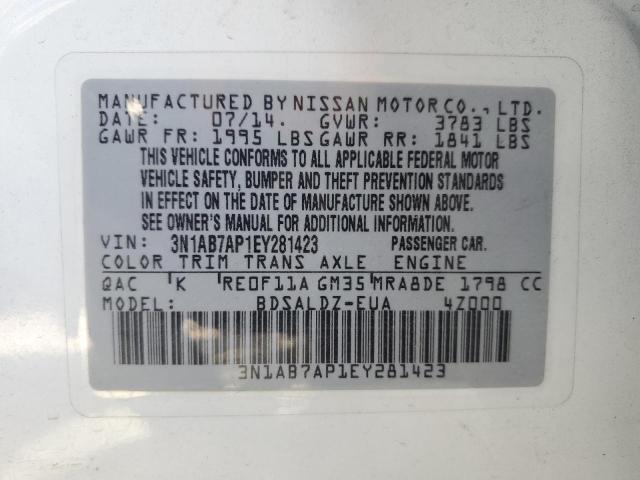 MANUFACTURED BY NISSAN MOTOR CO., LTD.
DATE: 07/14. GVWR: 3783 LBS
GAWR FR: 1995 LBS GAWR RR: 1841 LBS
THIS VEHICLE CONFORMS TO ALL APPLICABLE FEDERAL MOTOR
VEHICLE SAFETY, BUMPER AND THEFT PREVENTION STANDARDS
IN EFFECT ON THE DATE OF MANUFACTURE SHOWN ABOVE.
SEE OWNER'S MANUAL FOR ADDITIONAL INFORMATION.
VIN: 3N1AB7AP1EY281423 PASSENGER CAR.
COLOR TRIM TRANS AXLE ENGINE
QAC K RE0F11A GM35 MRA8DE 1798 CC
MODEL: BDSALDZ-EUA 4Z000
3N1AB7AP1EY281423